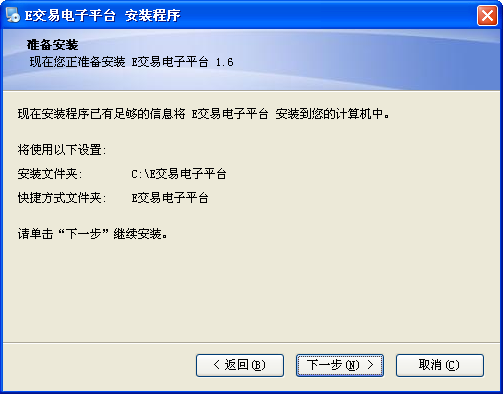 E交易电子平台 安装程序
准备安装
现在您正准备安装 E交易电子平台 1.6
现在安装程序已有足够的信息将 E交易电子平台 安装到您的计算机中。
将使用以下设置:
安装文件夹: C:\E交易电子平台
快捷方式文件夹: E交易电子平台
请单击“下一步”继续安装。
< 返回(B) 下一步(N) > 取消(C)